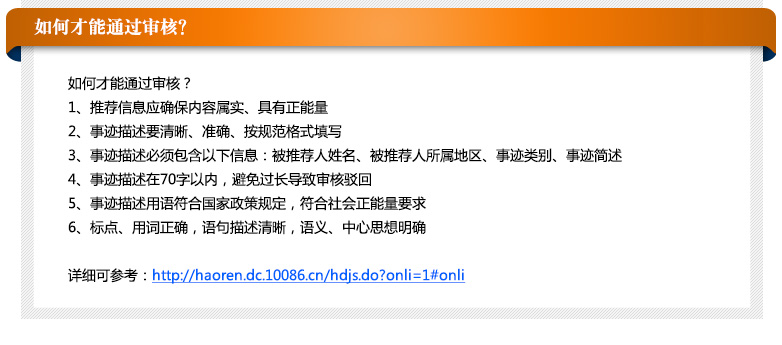 如何才能通过审核?
如何才能通过审核？
1、推荐信息应确保内容属实、具有正能量
2、事迹描述要清晰、准确、按规范格式填写
3、事迹描述必须包含以下信息：被推荐人姓名、被推荐人所属地区、事迹类别、事迹简述
4、事迹描述在70字以内，避免过长导致审核驳回
5、事迹描述用语符合国家政策规定，符合社会正能量要求
6、标点、用词正确，语句描述清晰，语义、中心思想明确
详细可参考：http://haoren.dc.10086.cn/hdjs.do?onli=1#onli